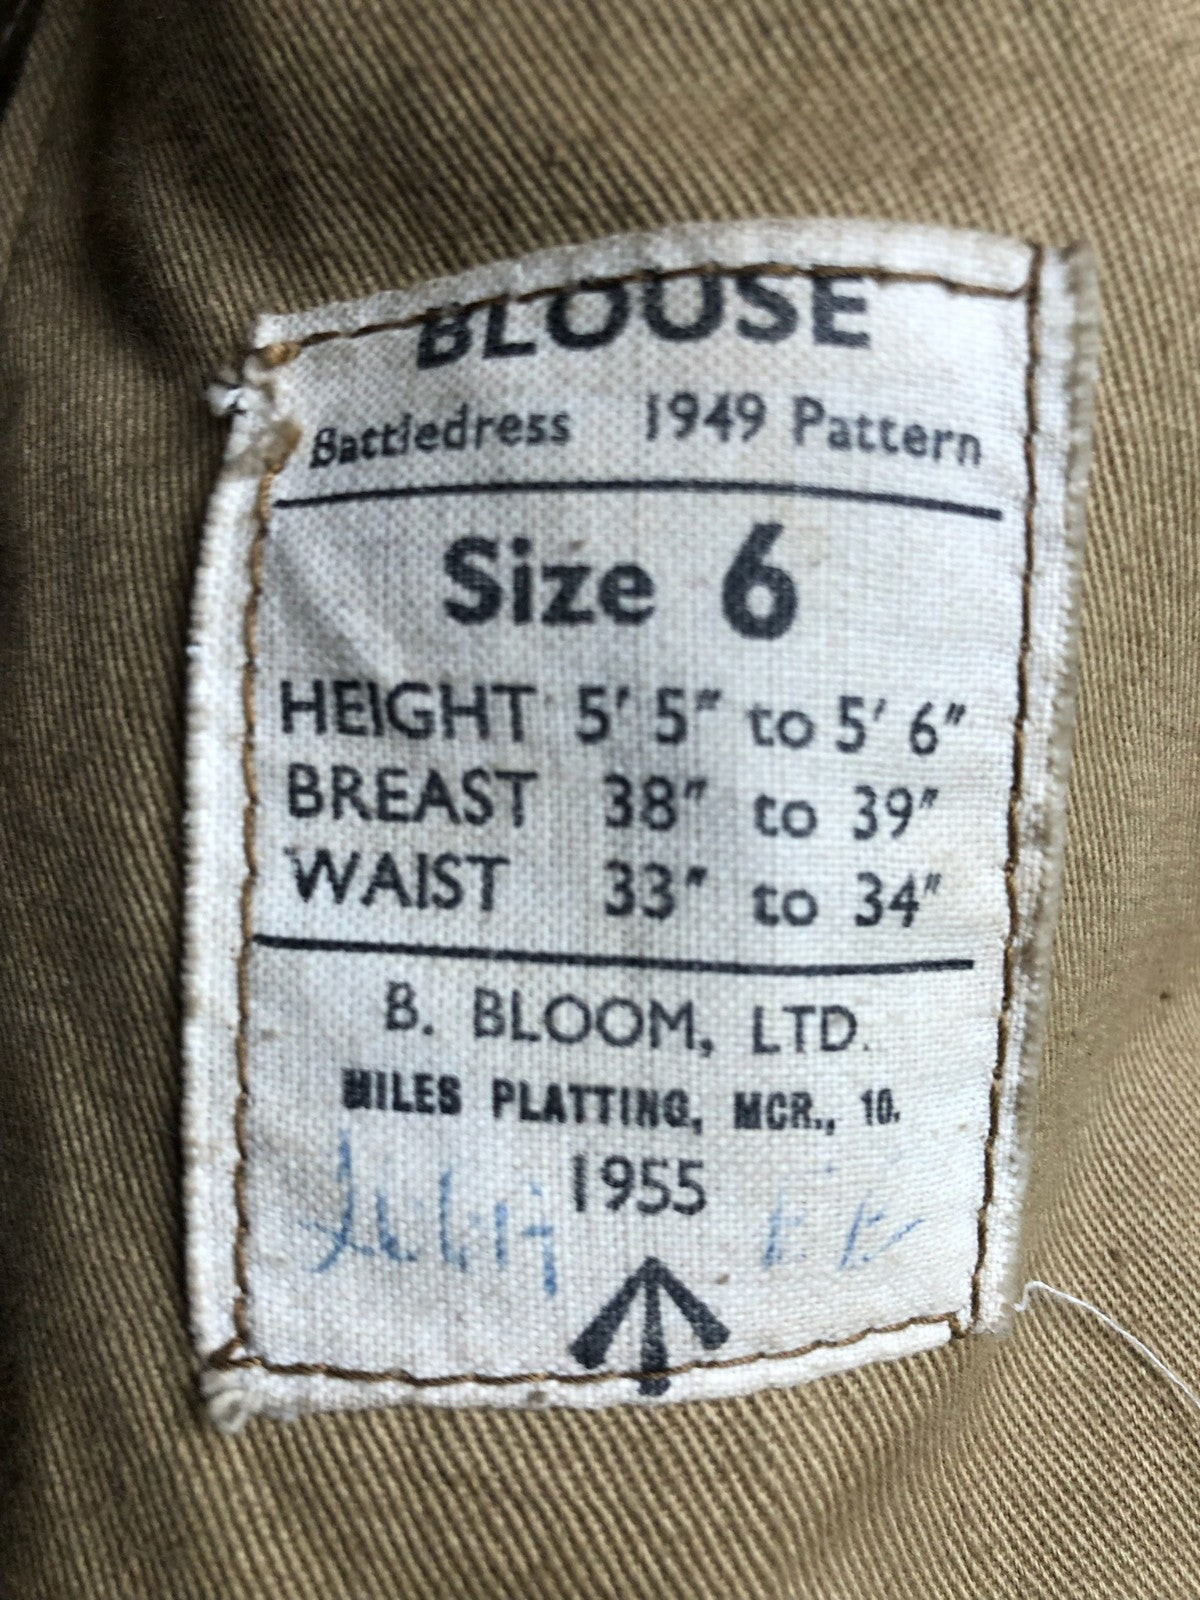 BLOUSE
Battledress 1949 Pattern
Size 6
HEIGHT 5' 5" to 5' 6"
BREAST 38" to 39"
WAIST 33" to 34"
B. BLOOM, LTD.
MILES PLATTING, MCR., 10.
1955